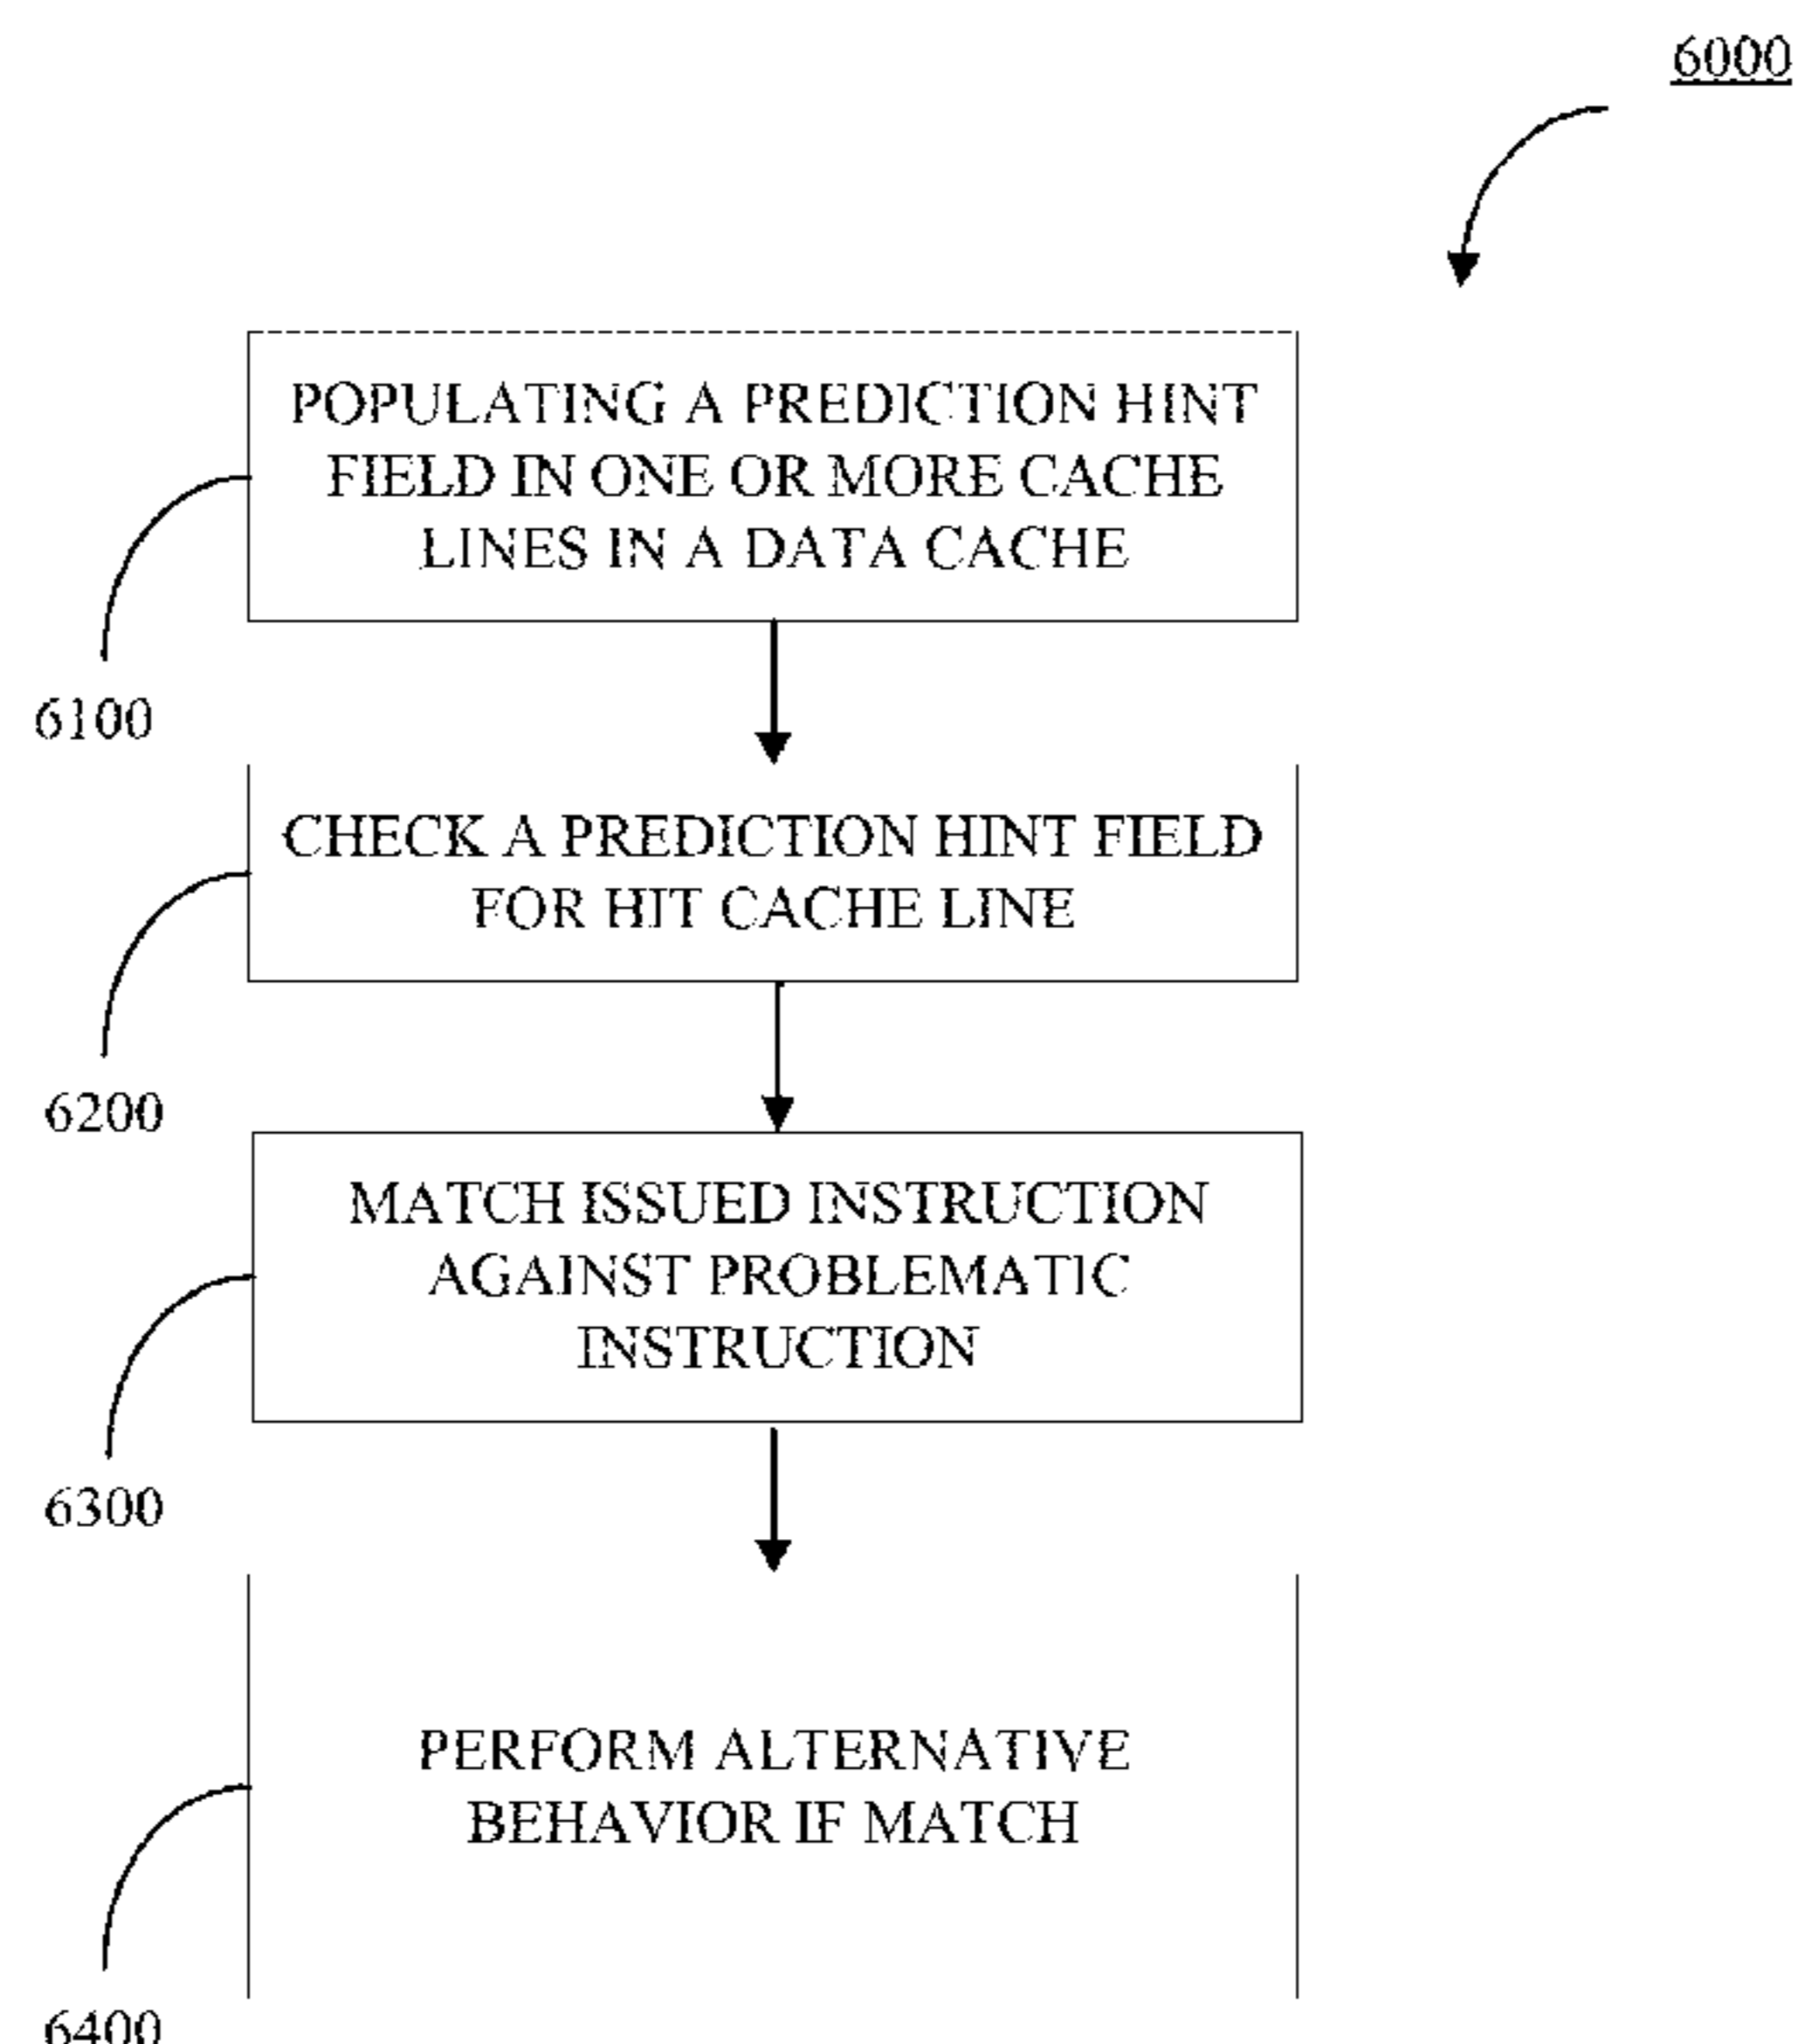 6000
POPULATING A PREDICTION HINT
FIELD IN ONE OR MORE CACHE
LINES IN A DATA CACHE
6100
CHECK A PREDICTION HINT FIELD
FOR HIT CACHE LINE
6200
MATCH ISSUED INSTRUCTION
AGAINST PROBLEMATIC
INSTRUCTION
6300
PERFORM ALTERNATIVE
BEHAVIOR IF MATCH
6400